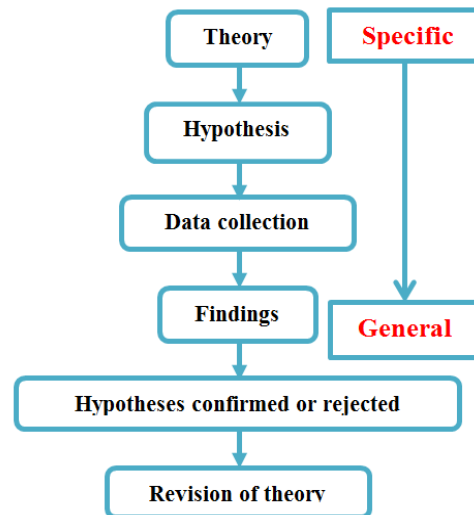 Theory
Specific
Hypothesis
Data collection
Findings
General
Hypotheses confirmed or rejected
Revision of theory